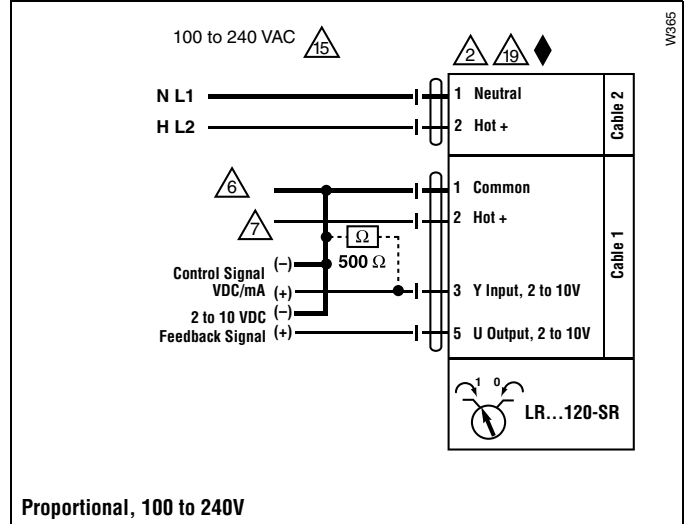 W365
100 to 240 VAC 15
2 19
N L1
1 Neutral
H L2
2 Hot +
Cable 2
6
1 Common
7
2 Hot +
Ω
500 Ω
Control Signal (–)
VDC/mA (+)
3 Y Input, 2 to 10V
2 to 10 VDC (–)
Feedback Signal (+)
5 U Output, 2 to 10V
Cable 1
1 0
LR…120-SR
Proportional, 100 to 240V